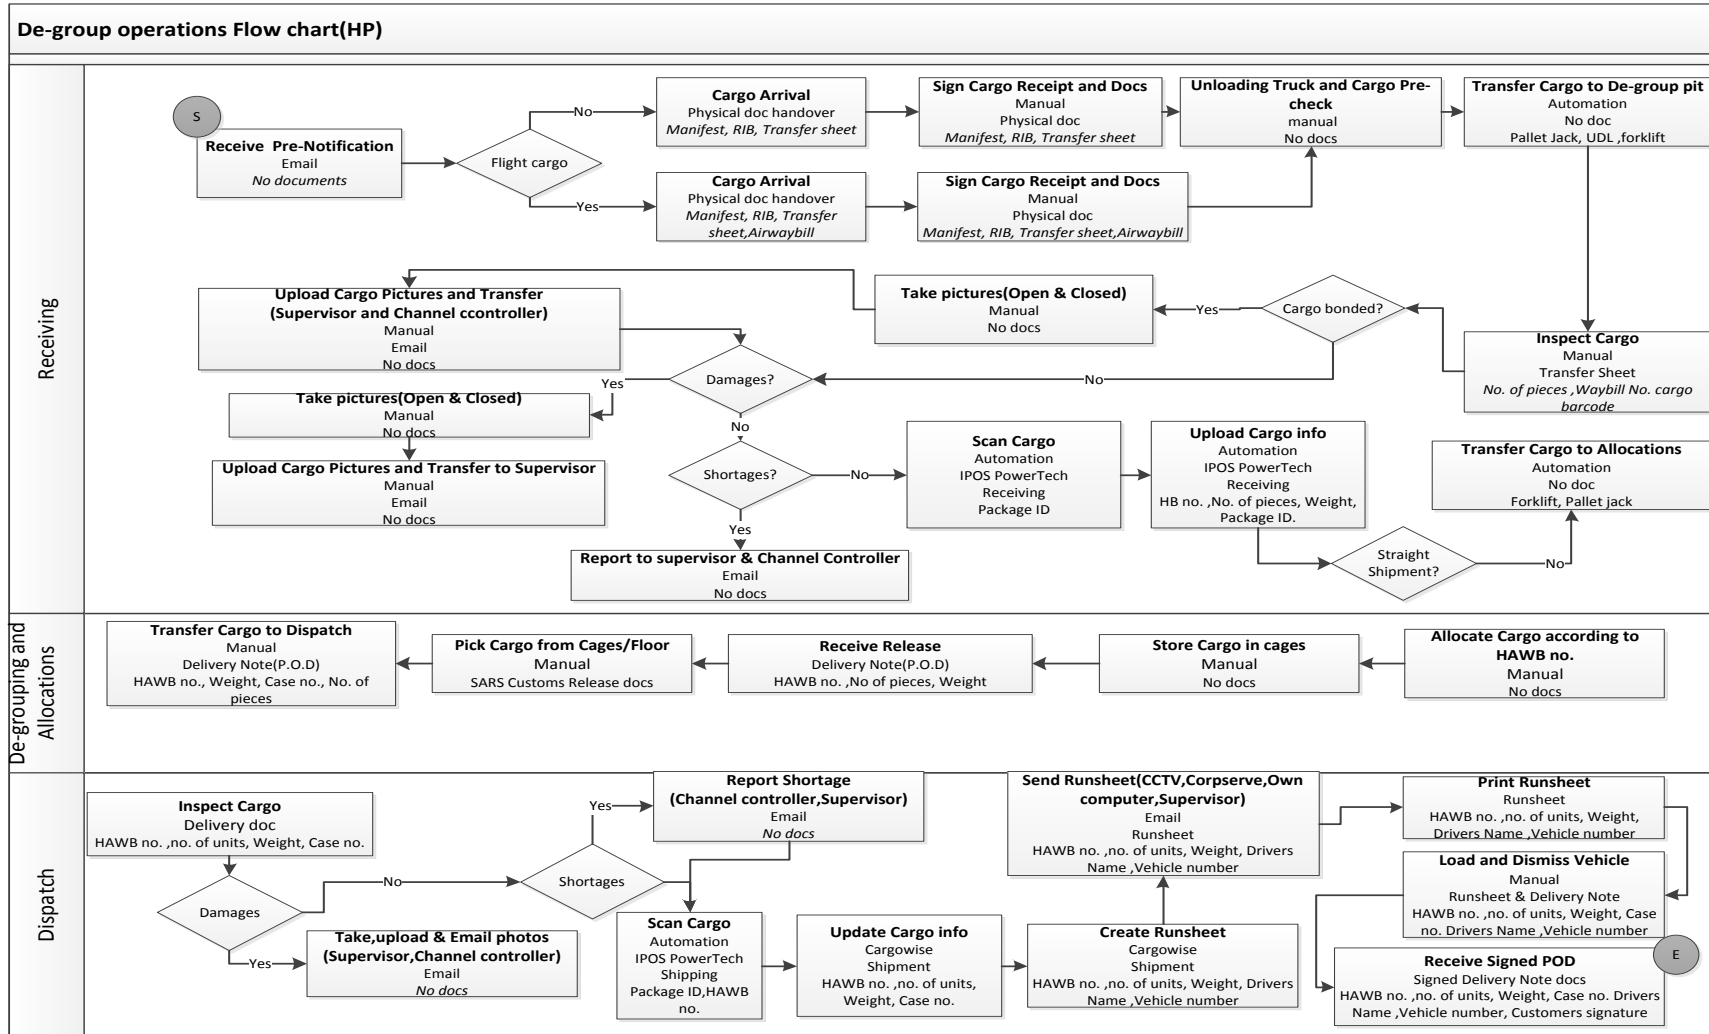 De-group operations Flow chart(HP)
Receiving
S
Receive  Pre-Notification
Email
No documents
Flight cargo
No
Yes
Cargo Arrival
Physical doc handover
Manifest, RIB, Transfer sheet
Sign Cargo Receipt and Docs
Manual
Physical doc
Manifest, RIB, Transfer sheet
Unloading Truck and Cargo Pre-
check
manual
No docs
Transfer Cargo to De-group pit
Automation
No doc
Pallet Jack, UDL ,forklift
Cargo Arrival
Physical doc handover
Manifest, RIB, Transfer
sheet,Airwaybill
Sign Cargo Receipt and Docs
Manual
Physical doc
Manifest, RIB, Transfer sheet,Airwaybill
Inspect Cargo
Manual
Transfer Sheet
No. of pieces ,Waybill No. cargo
barcode
Cargo bonded?
Yes
No
Take pictures(Open & Closed)
Manual
No docs
Upload Cargo Pictures and Transfer
(Supervisor and Channel ccontroller)
Manual
Email
No docs
Damages?
Yes
No
Take pictures(Open & Closed)
Manual
No docs
Upload Cargo Pictures and Transfer to Supervisor
Manual
Email
No docs
Shortages?
No
Yes
Report to supervisor & Channel Controller
Email
No docs
Scan Cargo
Automation
IPOS PowerTech
Receiving
Package ID
Upload Cargo info
Automation
IPOS PowerTech
Receiving
HB no. ,No. of pieces, Weight,
Package ID.
Straight
Shipment?
No
Transfer Cargo to Allocations
Automation
No doc
Forklift, Pallet jack
De-grouping and
Allocations
Transfer Cargo to Dispatch
Manual
Delivery Note(P.O.D)
HAWB no., Weight, Case no., No. of
pieces
Pick Cargo from Cages/Floor
Manual
SARS Customs Release docs
Receive Release
Delivery Note(P.O.D)
HAWB no. ,No of pieces, Weight
Store Cargo in cages
Manual
No docs
Allocate Cargo according to
HAWB no.
Manual
No docs
Dispatch
Inspect Cargo
Delivery doc
HAWB no. ,no. of units, Weight, Case no.
Damages
No
Yes
Take,upload & Email photos
(Supervisor,Channel controller)
Email
No docs
Shortages
Yes
Report Shortage
(Channel controller,Supervisor)
Email
No docs
Scan Cargo
Automation
IPOS PowerTech
Shipping
Package ID,HAWB
no.
Update Cargo info
Cargowise
Shipment
HAWB no. ,no. of units,
Weight, Case no.
Create Runsheet
Cargowise
Shipment
HAWB no. ,no. of units, Weight, Drivers
Name ,Vehicle number
Send Runsheet(CCTV,Corpserve,Own
computer,Supervisor)
Email
Runsheet
HAWB no. ,no. of units, Weight, Drivers
Name ,Vehicle number
Print Runsheet
Runsheet
HAWB no. ,no. of units, Weight,
Drivers Name ,Vehicle number
Load and Dismiss Vehicle
Manual
Runsheet & Delivery Note
HAWB no. ,no. of units, Weight, Case
no. Drivers Name ,Vehicle number
E
Receive Signed POD
Signed Delivery Note docs
HAWB no. ,no. of units, Weight, Case no. Drivers
Name ,Vehicle number, Customers signature